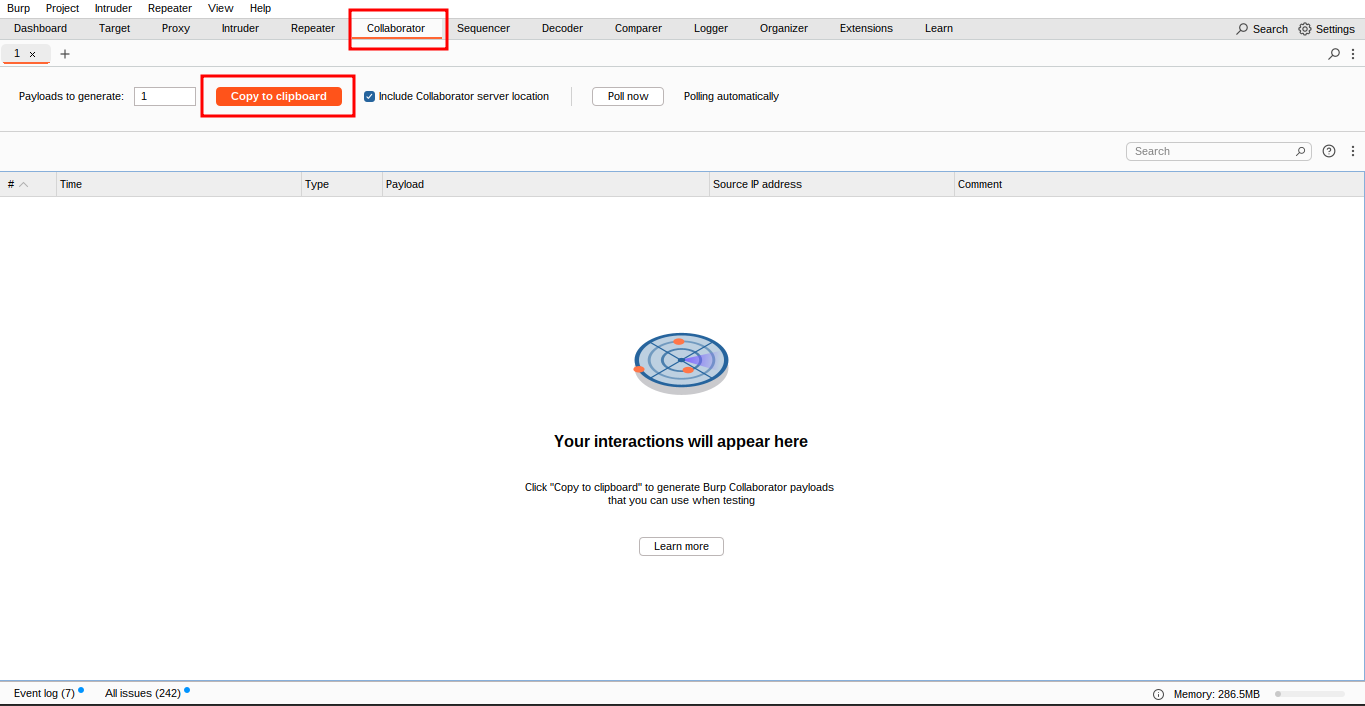 Burp Project Intruder Repeater View Help
Dashboard Target Proxy Intruder Repeater Collaborator Sequencer Decoder Comparer Logger Organizer Extensions Learn Search Settings
1 × +
Payloads to generate: 1 Copy to clipboard Include Collaborator server location Poll now Polling automatically
Search
# Time Type Payload Source IP address Comment
Your interactions will appear here
Click "Copy to clipboard" to generate Burp Collaborator payloads
that you can use when testing
Learn more
Event log (7) All issues (242) Memory: 286.5MB